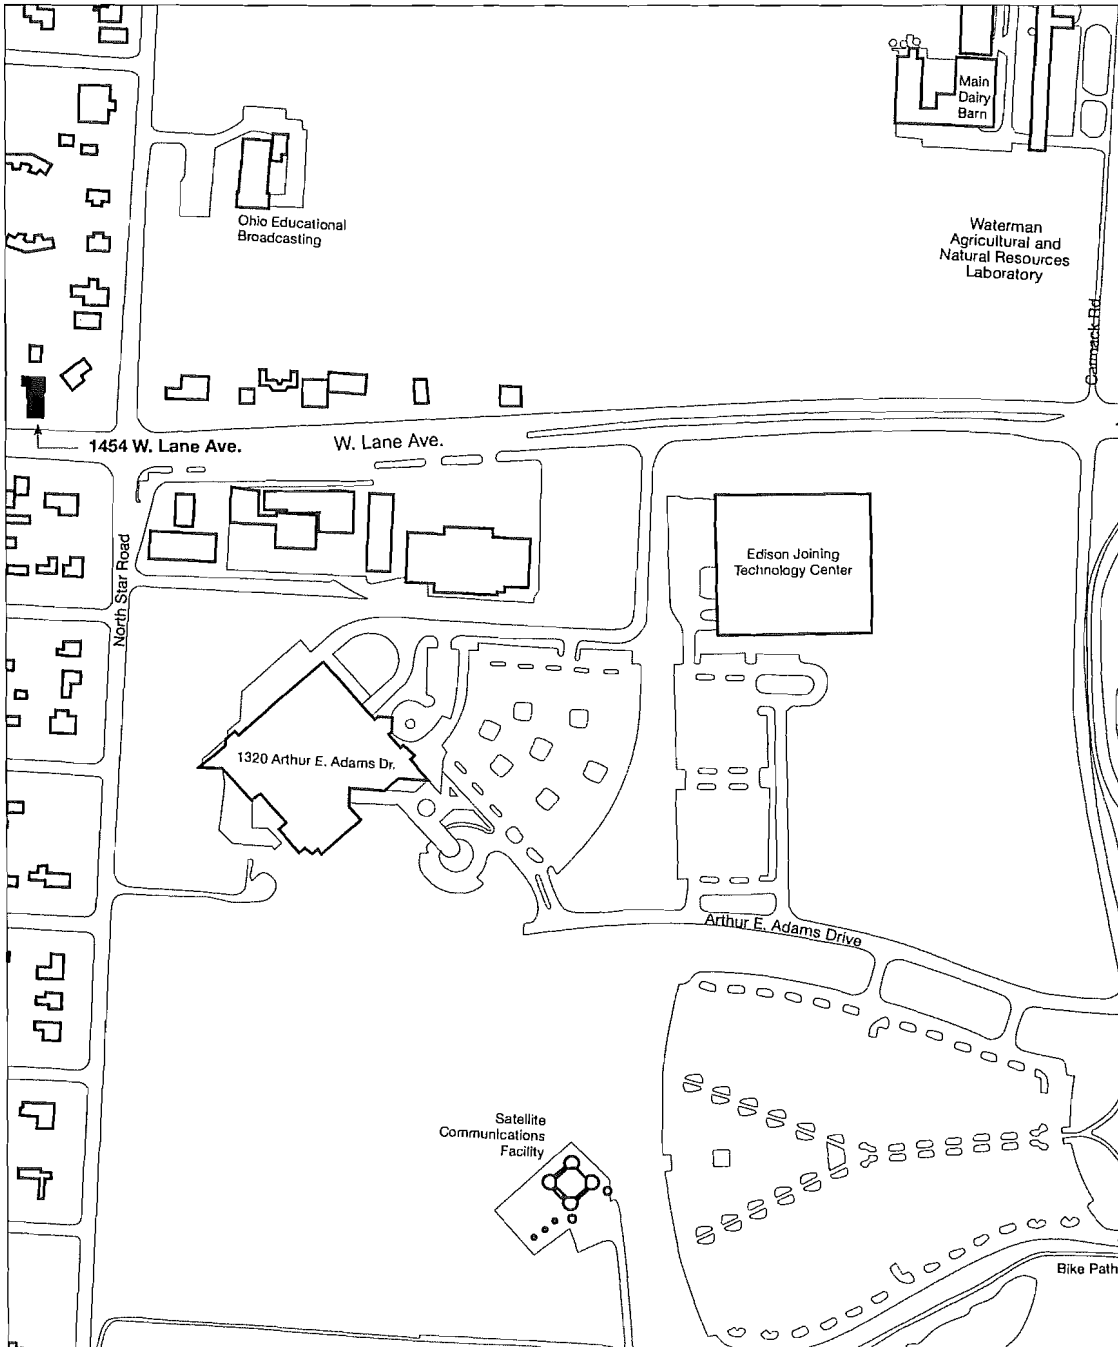 Main
Dairy
Barn
Ohio Educational
Broadcasting
Waterman
Agricultural and
Natural Resources
Laboratory
Carmack Rd
1454 W. Lane Ave.
W. Lane Ave.
North Star Road
Edison Joining
Technology Center
1320 Arthur E. Adams Dr.
Arthur E. Adams Drive
Satellite
Communications
Facility
Bike Path